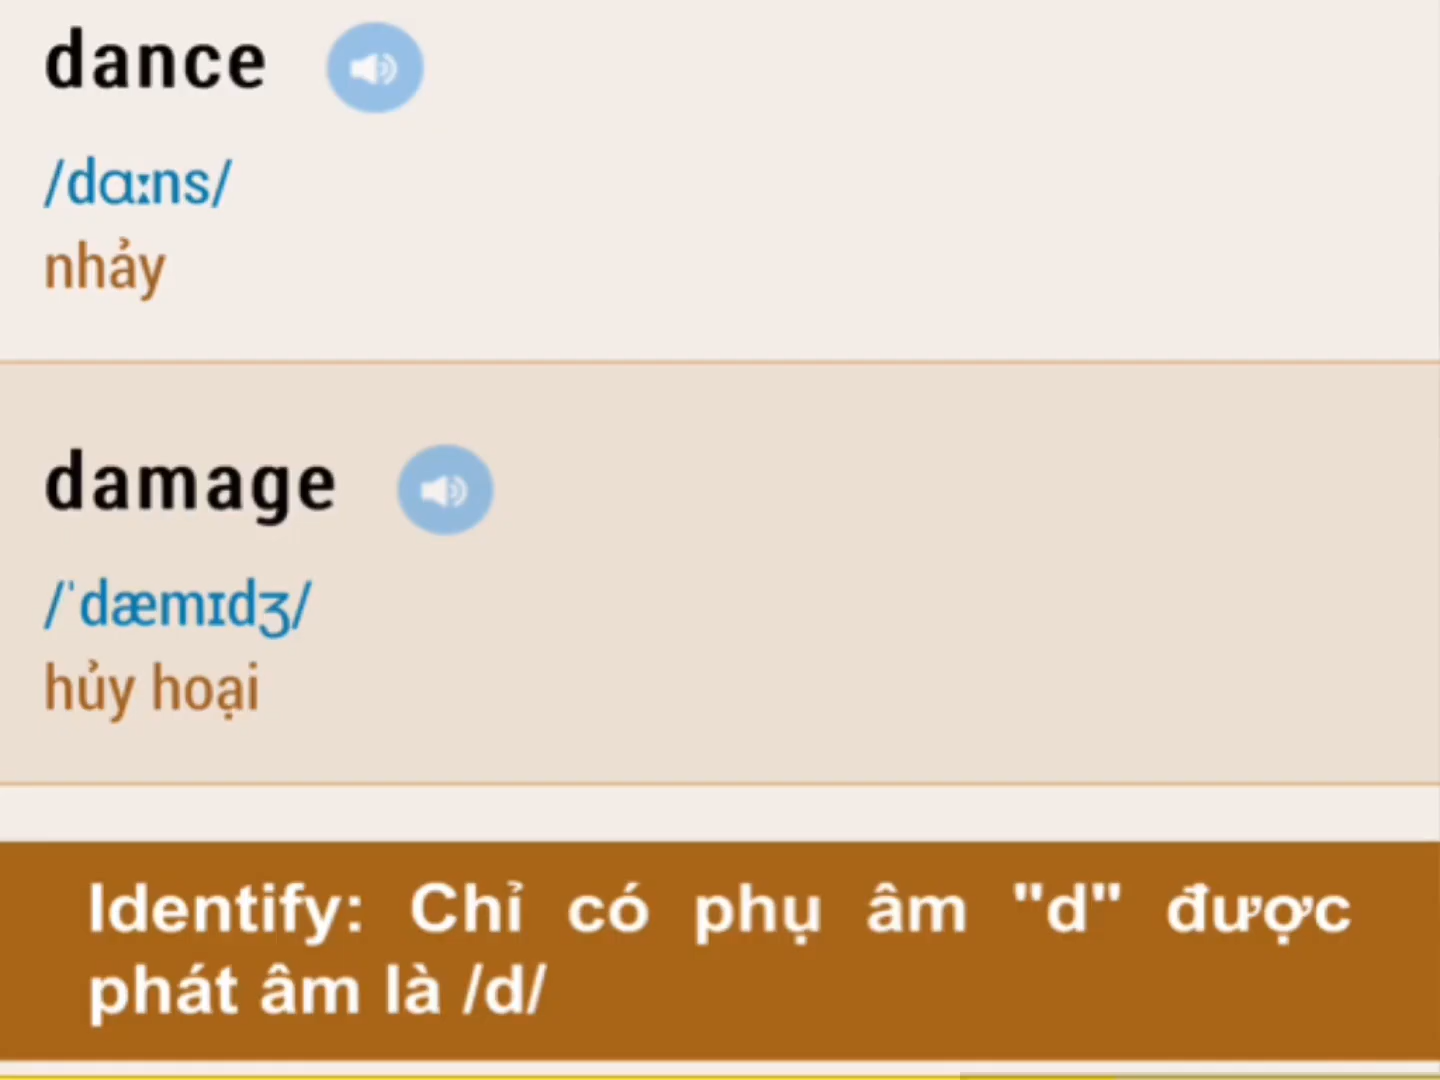 dance
/dɑːns/
nhảy
damage
/ˈdæmɪdʒ/
hủy hoại
Identify: Chỉ có phụ âm "d" được
phát âm là /d/